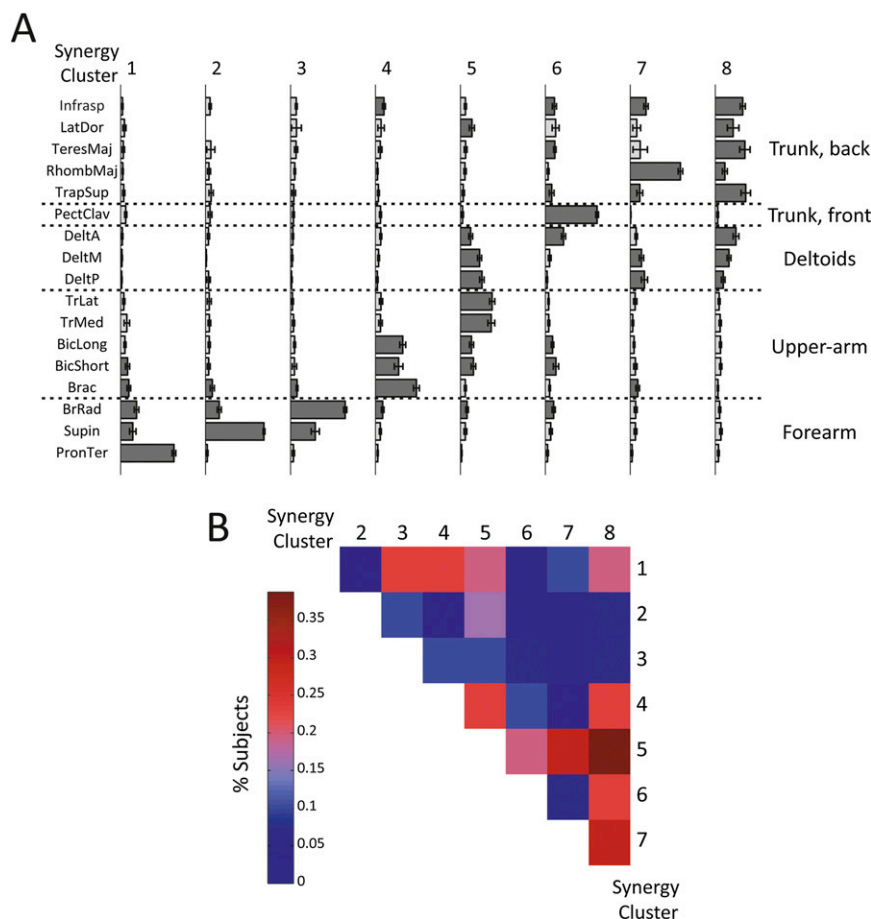 A
Synergy
Cluster 1 2 3 4 5 6 7 8
Infrasp
LatDor
TeresMaj
RhombMaj
TrapSup
Trunk, back
PectClav
Trunk, front
DeltA
DeltM
DeltP
Deltoids
TrLat
TrMed
BicLong
BicShort
Brac
Upper-arm
BrRad
Supin
PronTer
Forearm
B
Synergy
Cluster 2 3 4 5 6 7 8
1
2
3
4
5
6
7
% Subjects
0.35
0.3
0.25
0.2
0.15
0.1
0.05
0
Synergy
Cluster